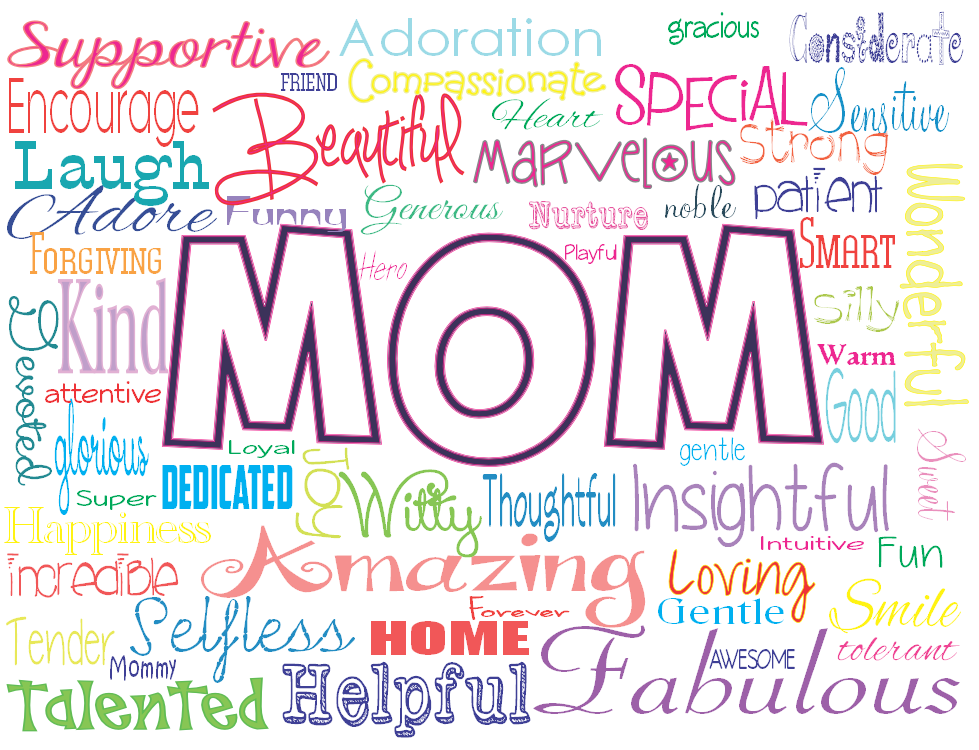 Supportive
Adoration
gracious
Considerate
FRIEND
Compassionate
Encourage
Beautiful
Heart
SPECiAL
Sensitive
Laugh
Marvelous
Strong
Adore
Funny
Generous
Nurture
noble
patient
Wonderful
Forgiving
MOM
Hero
Playful
Smart
Kind
Silly
Devoted
Warm
attentive
Good
glorious
Loyal
gentle
Sweet
DEDICATED
Joy
Witty
Thoughtful
Insightful
Super
Happiness
Amazing
Intuitive
Fun
incredible
Loving
Forever
Gentle
Smile
Tender
Selfless
HOME
Fabulous
AWESOME
tolerant
Mommy
Talented
Helpful